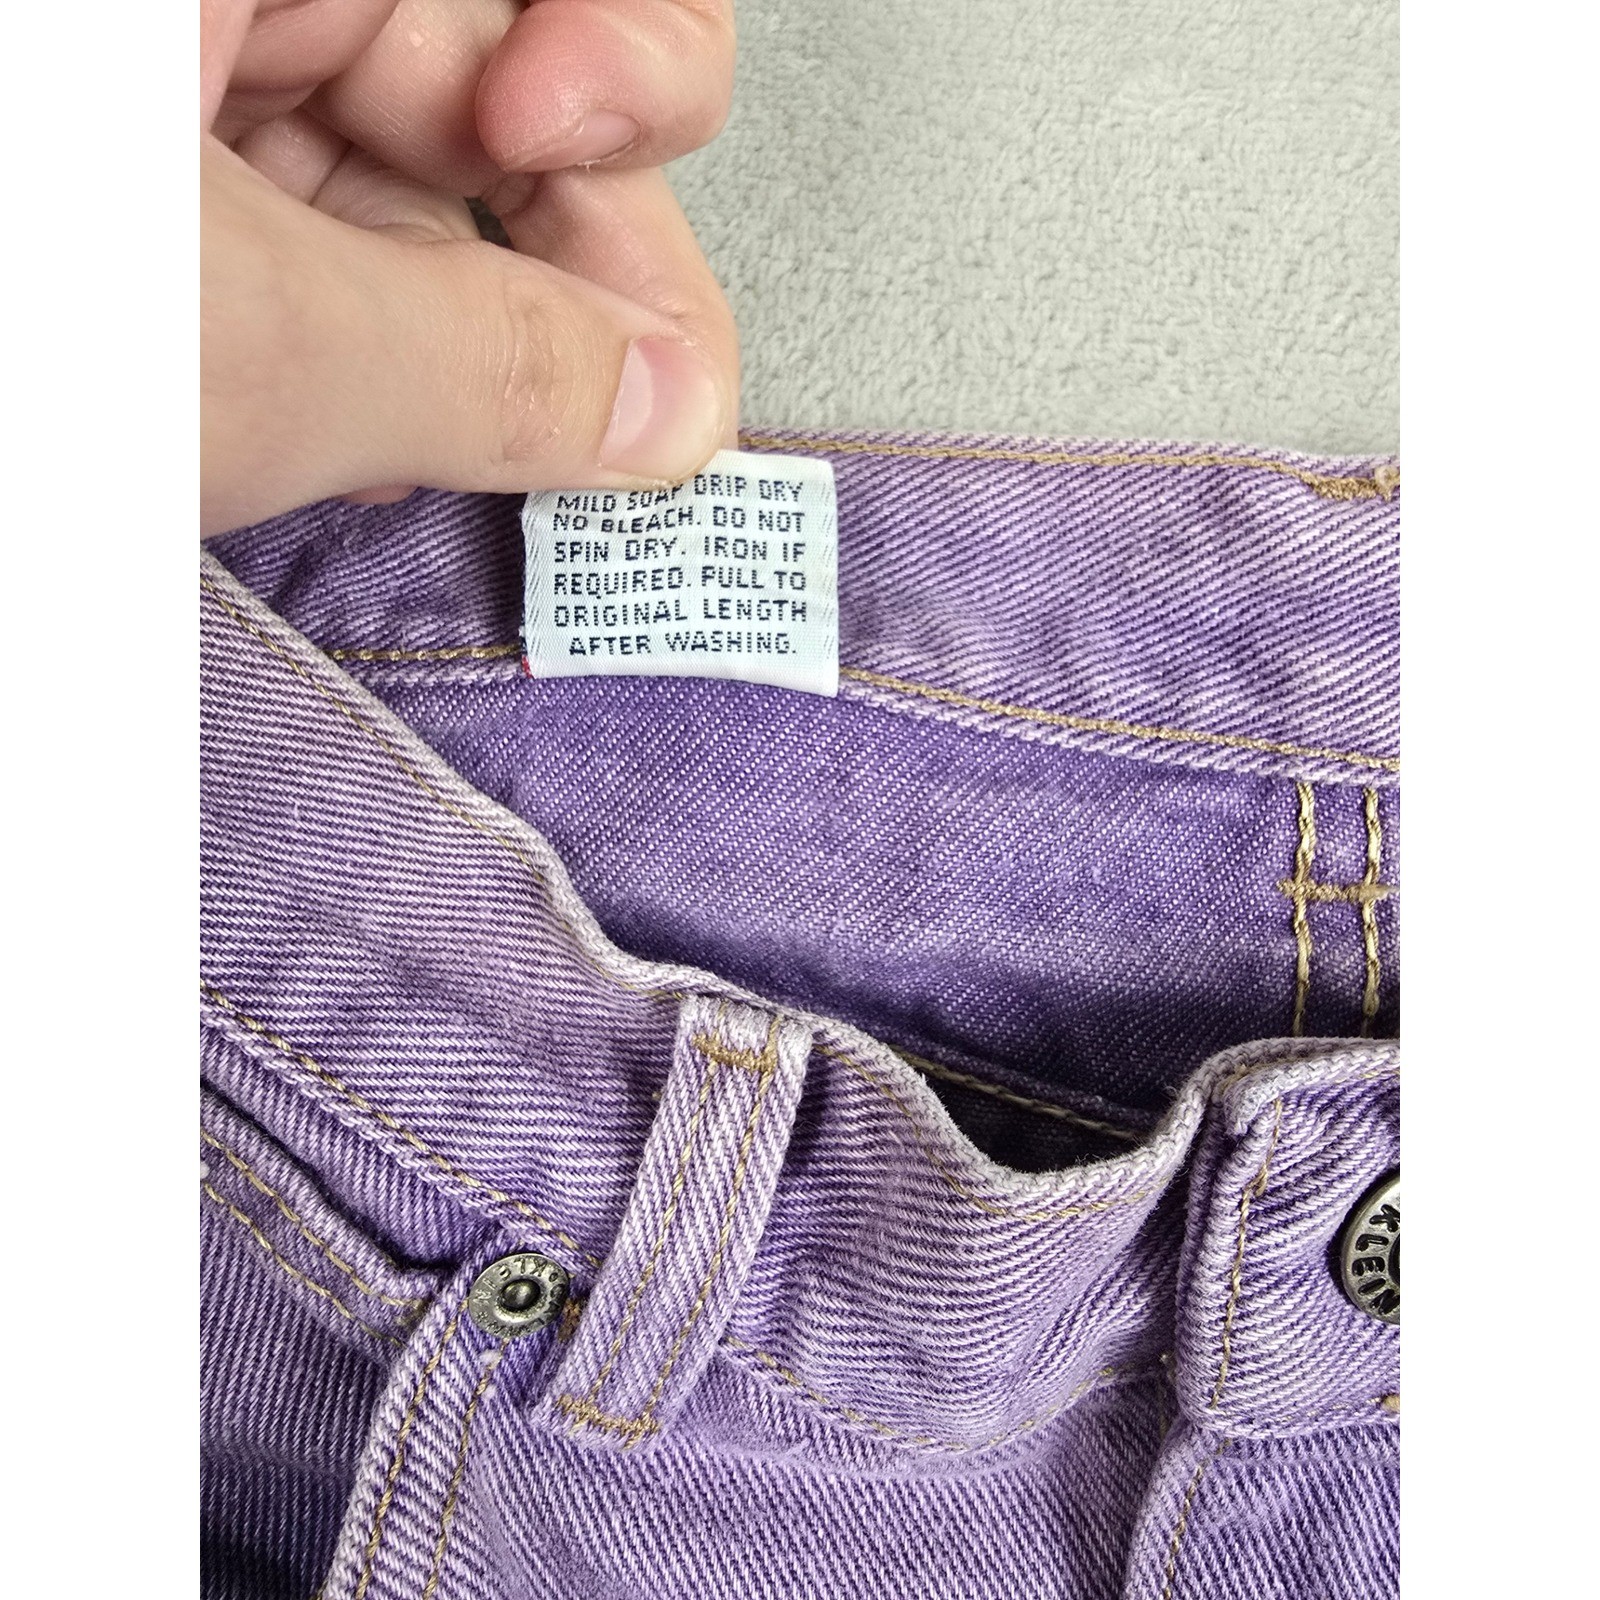 MILD SOAP DRIP DRY
NO BLEACH. DO NOT
SPIN DRY. IRON IF
REQUIRED. PULL TO
ORIGINAL LENGTH
AFTER WASHING.
KLEIN
KLEIN